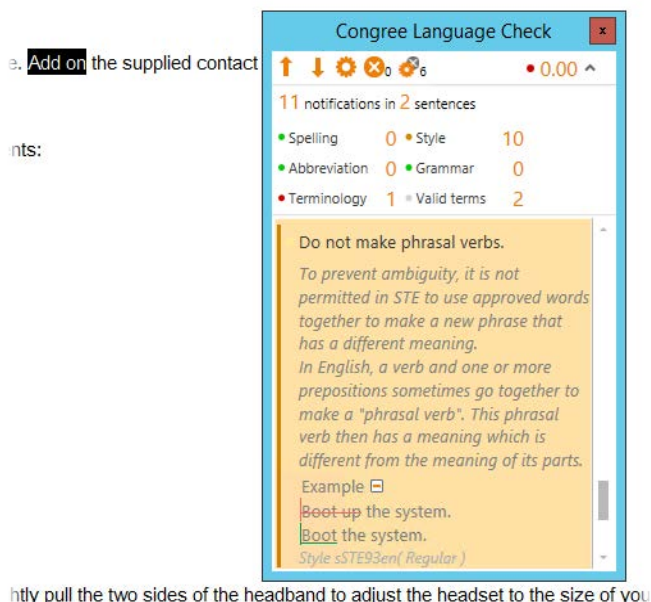 Congree Language Check x
e. Add on the supplied contact
0 6 0.00
11 notifications in 2 sentences
nts:
Spelling 0 Style 10
Abbreviation 0 Grammar 0
Terminology 1 Valid terms 2
Do not make phrasal verbs.
To prevent ambiguity, it is not
permitted in STE to use approved words
together to make a new phrase that
has a different meaning.
In English, a verb and one or more
prepositions sometimes go together to
make a "phrasal verb". This phrasal
verb then has a meaning which is
different from the meaning of its parts.
Example
Boot up the system.
Boot the system.
Style sSTE93en( Regular )
htly pull the two sides of the headband to adjust the headset to the size of you